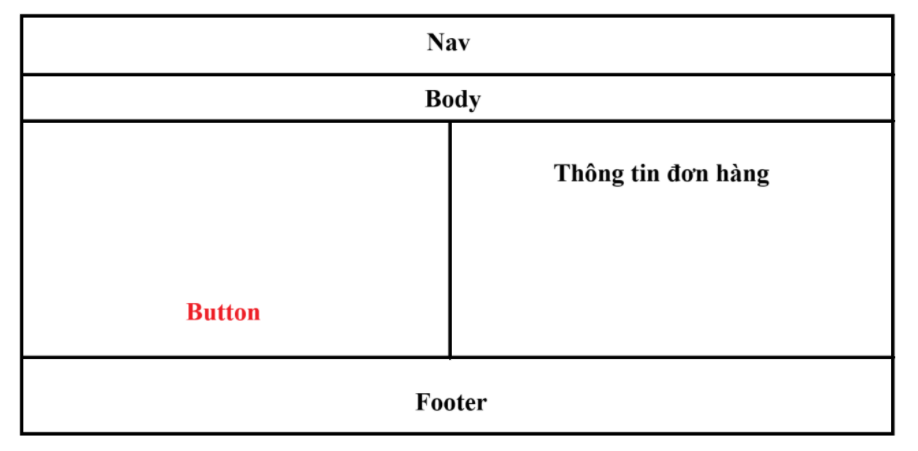 Nav
Body
Thông tin đơn hàng
Button
Footer